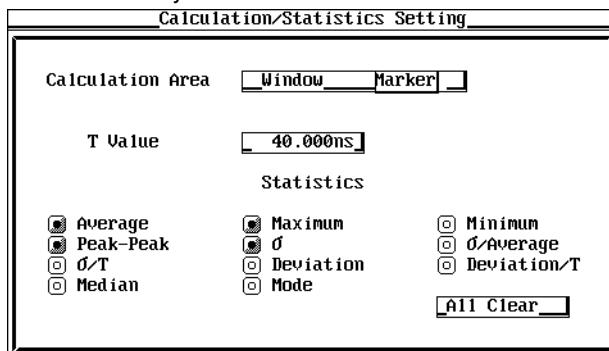 Calculation/Statistics Setting
Calculation Area Window Marker
T Value 40.000ns
Statistics
Average Maximum Minimum
Peak-Peak σ σ/Average
σ/T Deviation Deviation/T
Median Mode
All Clear